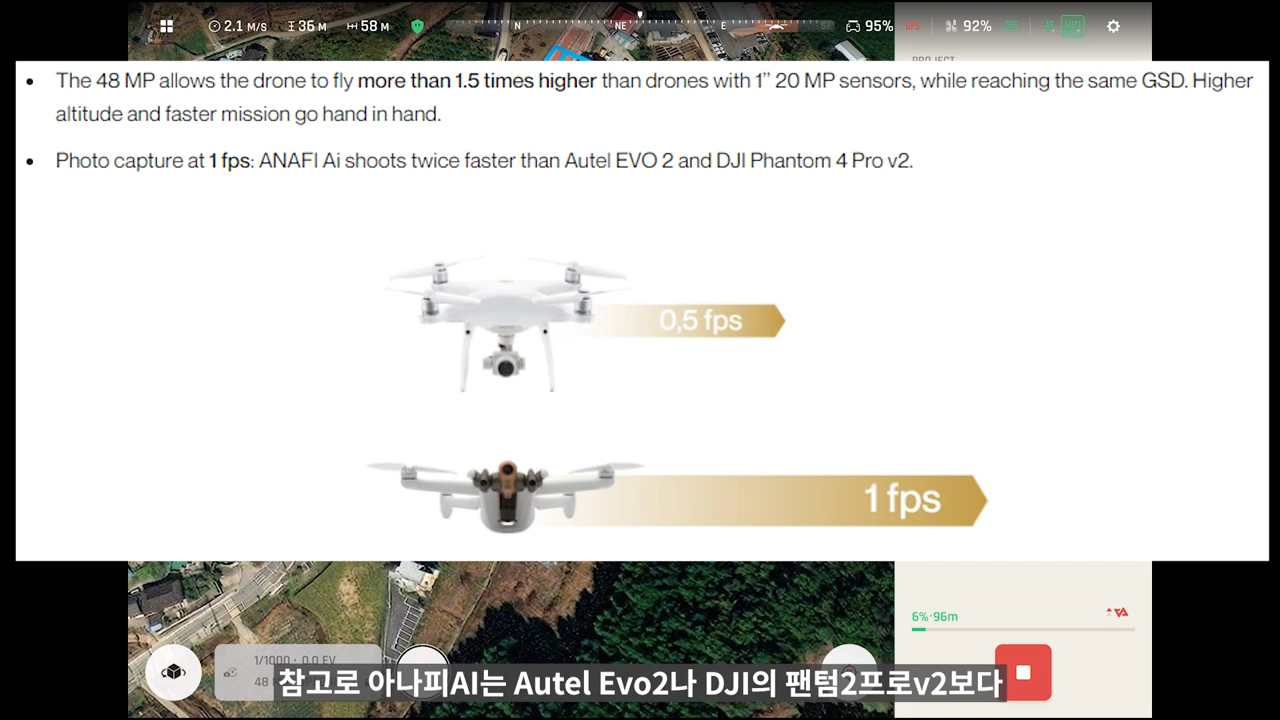 2.1 M/S 36 M 58 M N NE E SE 95% GPS 92% GPS 4G WIFI
• The 48 MP allows the drone to fly more than 1.5 times higher than drones with 1” 20 MP sensors, while reaching the same GSD. Higher
altitude and faster mission go hand in hand.
• Photo capture at 1 fps: ANAFI Ai shoots twice faster than Autel EVO 2 and DJI Phantom 4 Pro v2.
0,5 fps
1 fps
6%·96m
1/1000 · 0.0 EV
48
참고로 아나피AI는 Autel Evo2나 DJI의 팬텀2프로v2보다